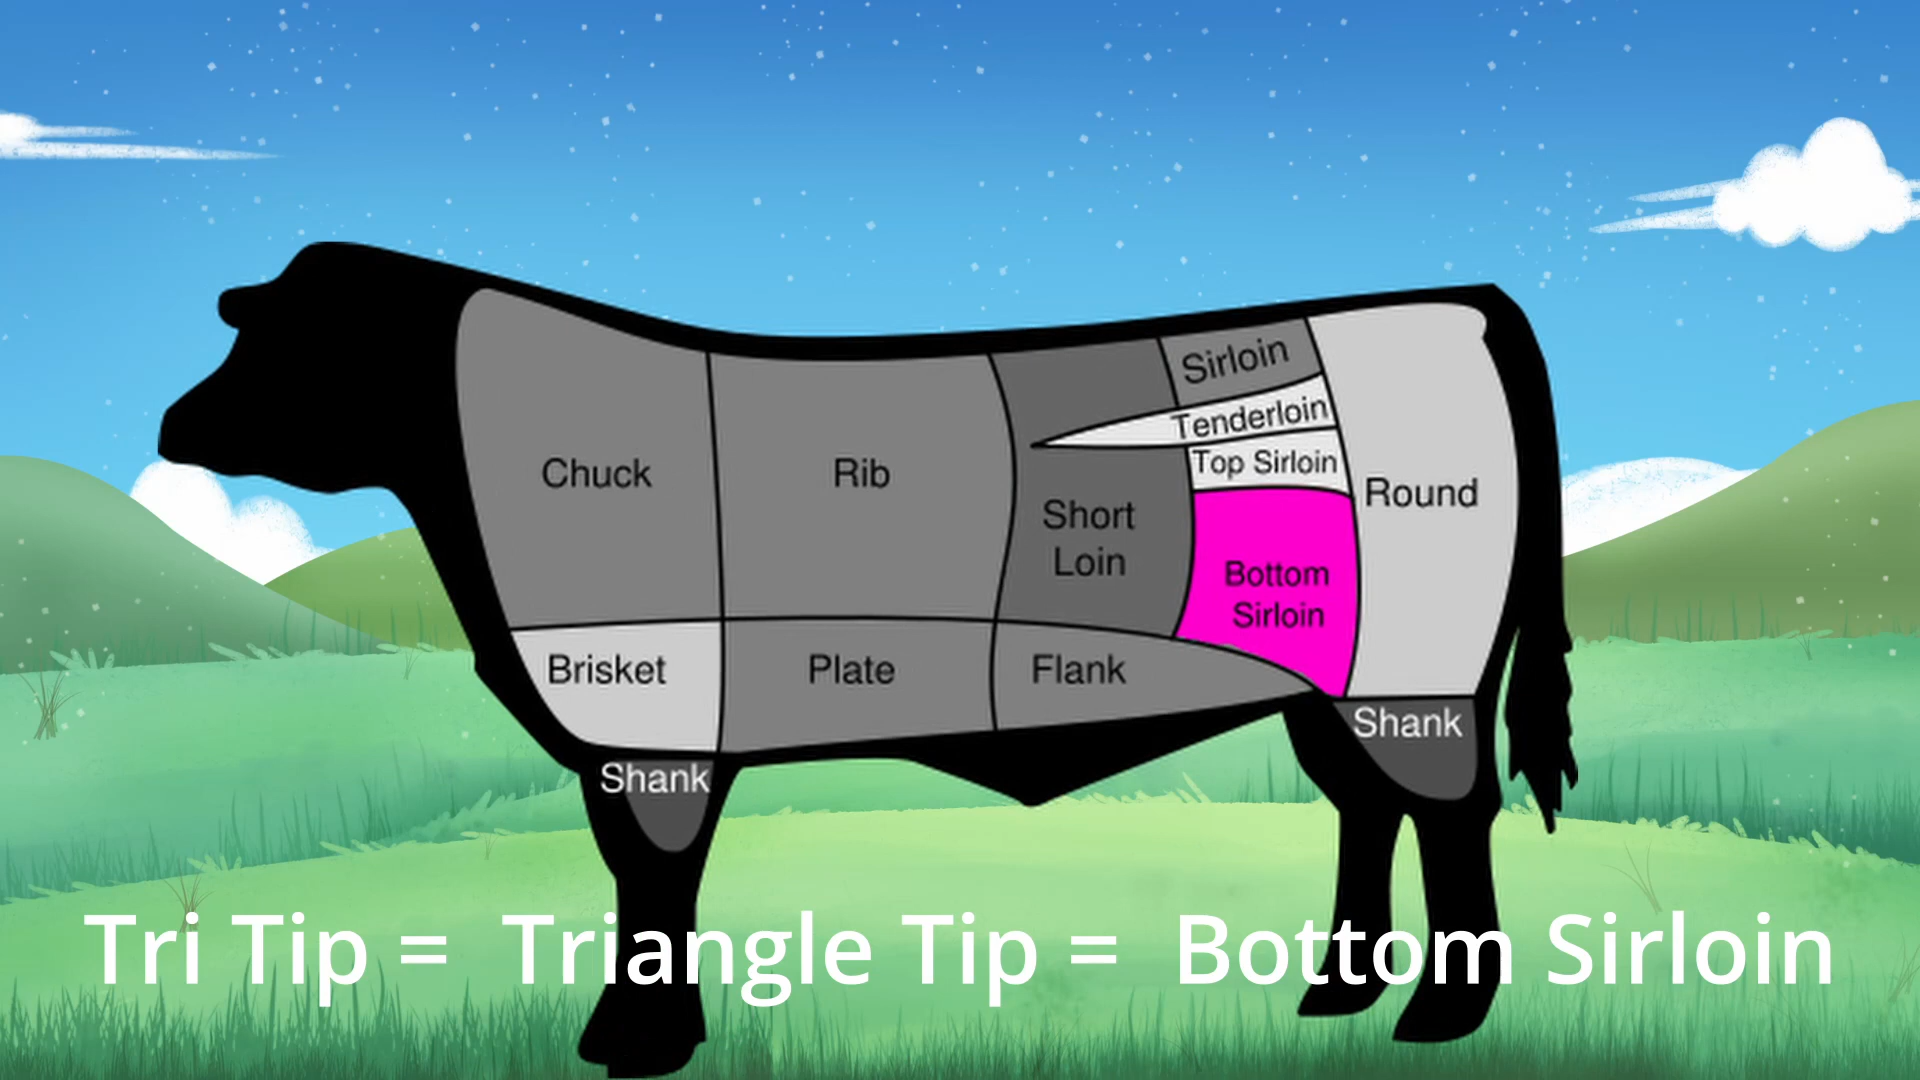 Sirloin
Tenderloin
Top Sirloin
Chuck
Rib
Short
Loin
Round
Bottom
Sirloin
Brisket
Plate
Flank
Shank
Shank
Tri Tip = Triangle Tip = Bottom Sirloin